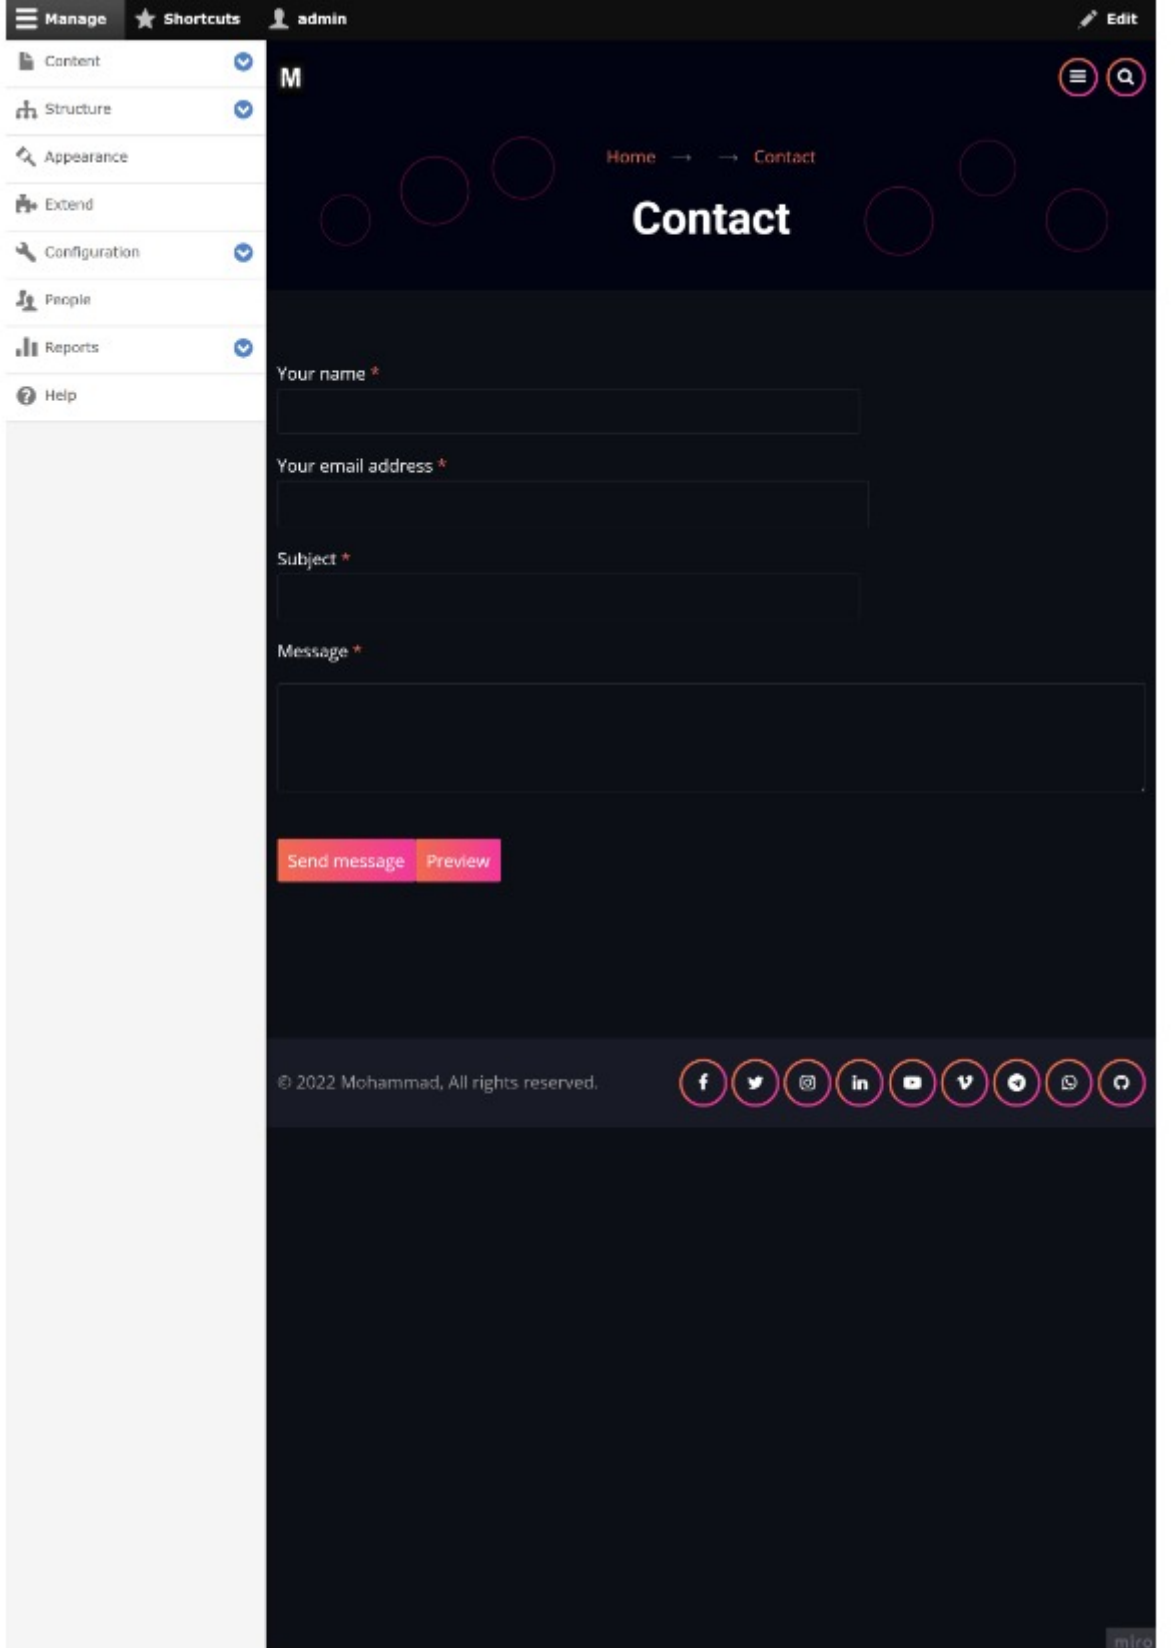 Manage Shortcuts admin Edit
Content
Structure
Appearance
Extend
Configuration
People
Reports
Help
M
Home → → Contact
Contact
Your name *
Your email address *
Subject *
Message *
Send message Preview
© 2022 Mohammad, All rights reserved.
miro